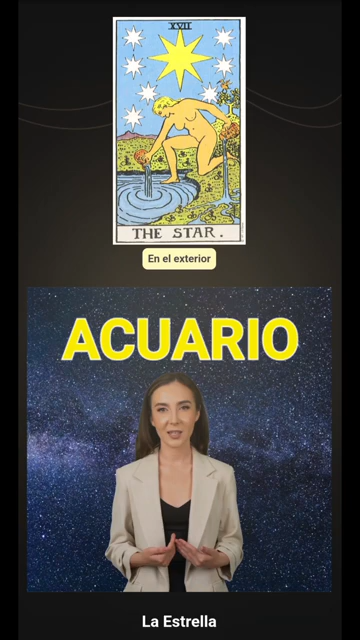 XVII
THE STAR.
En el exterior
ACUARIO
La Estrella